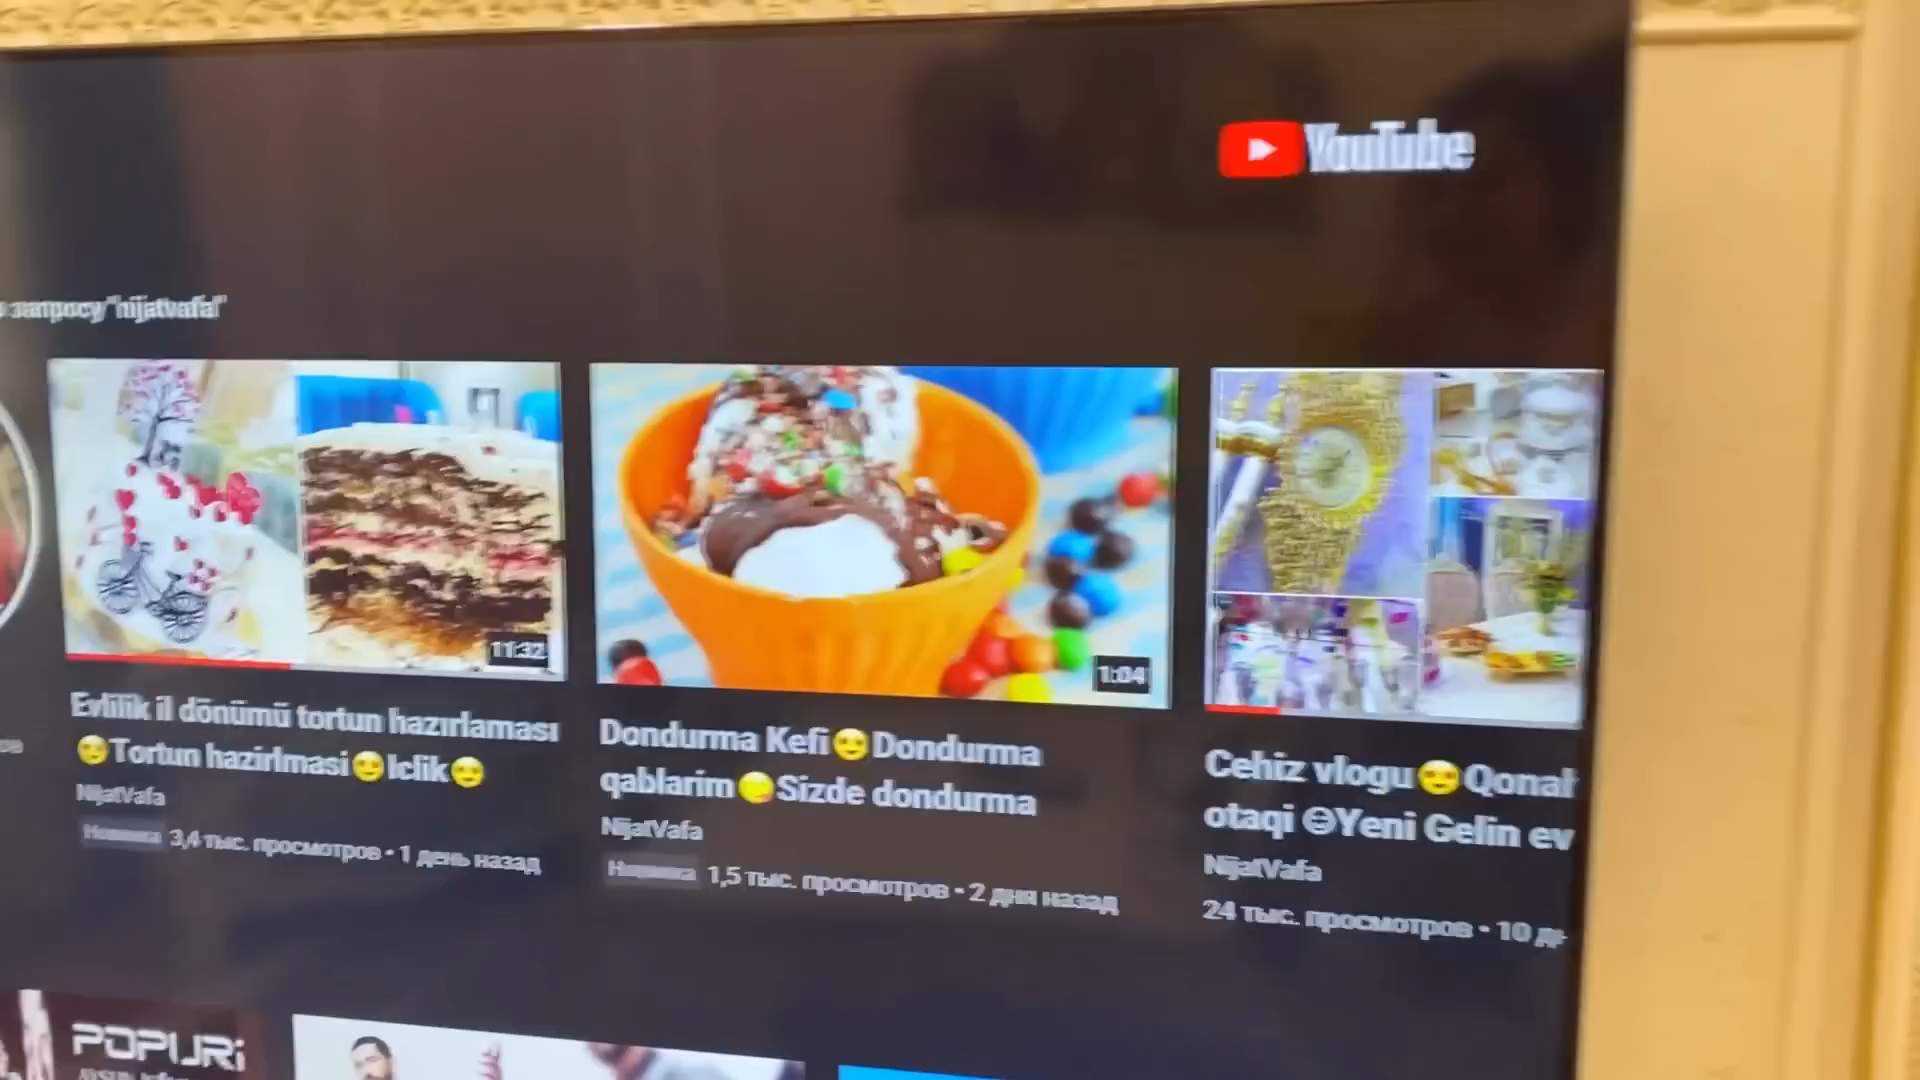 YouTube
запросу "nijatvafa"
11:32
1:04
Evlilik il dönümü tortun hazırlaması
Tortun hazirlmasi Iclik
NijatVafa
Новинка 3,4 тыс. просмотров • 1 день назад
Dondurma Kefi Dondurma
qablarim Sizde dondurma
NijatVafa
Новинка 1,5 тыс. просмотров • 2 дня назад
Cehiz vlogu Qonal
otaqi Yeni Gelin ev
NijatVafa
24 тыс. просмотров • 10
POPURi